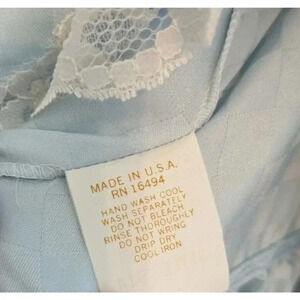 MADE IN U.S.A.
RN 16494
HAND WASH COOL
WASH SEPARATELY
DO NOT BLEACH
RINSE THOROUGHLY
DO NOT WRING
DRIP DRY
COOL IRON